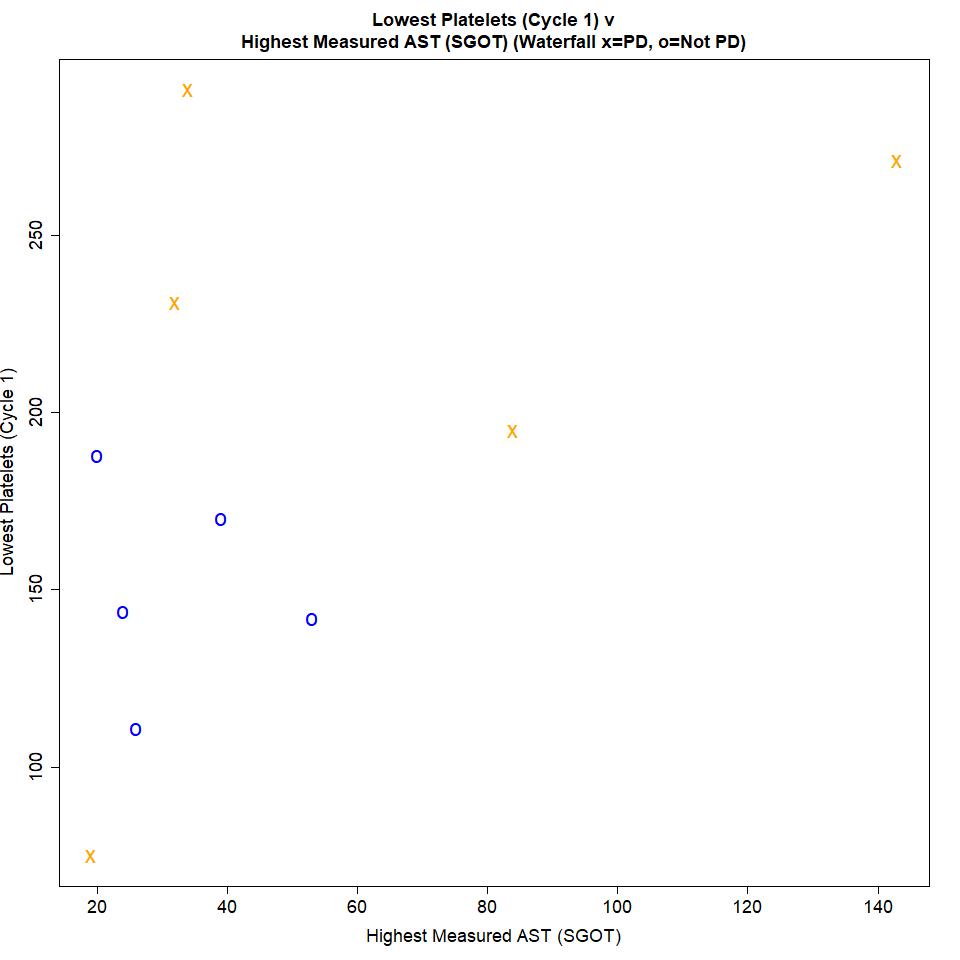 Lowest Platelets (Cycle 1) v
Highest Measured AST (SGOT) (Waterfall x=PD, o=Not PD)
Lowest Platelets (Cycle 1)
250
200
150
100
X
X
X
X
O
O
O
O
O
X
20 40 60 80 100 120 140
Highest Measured AST (SGOT)